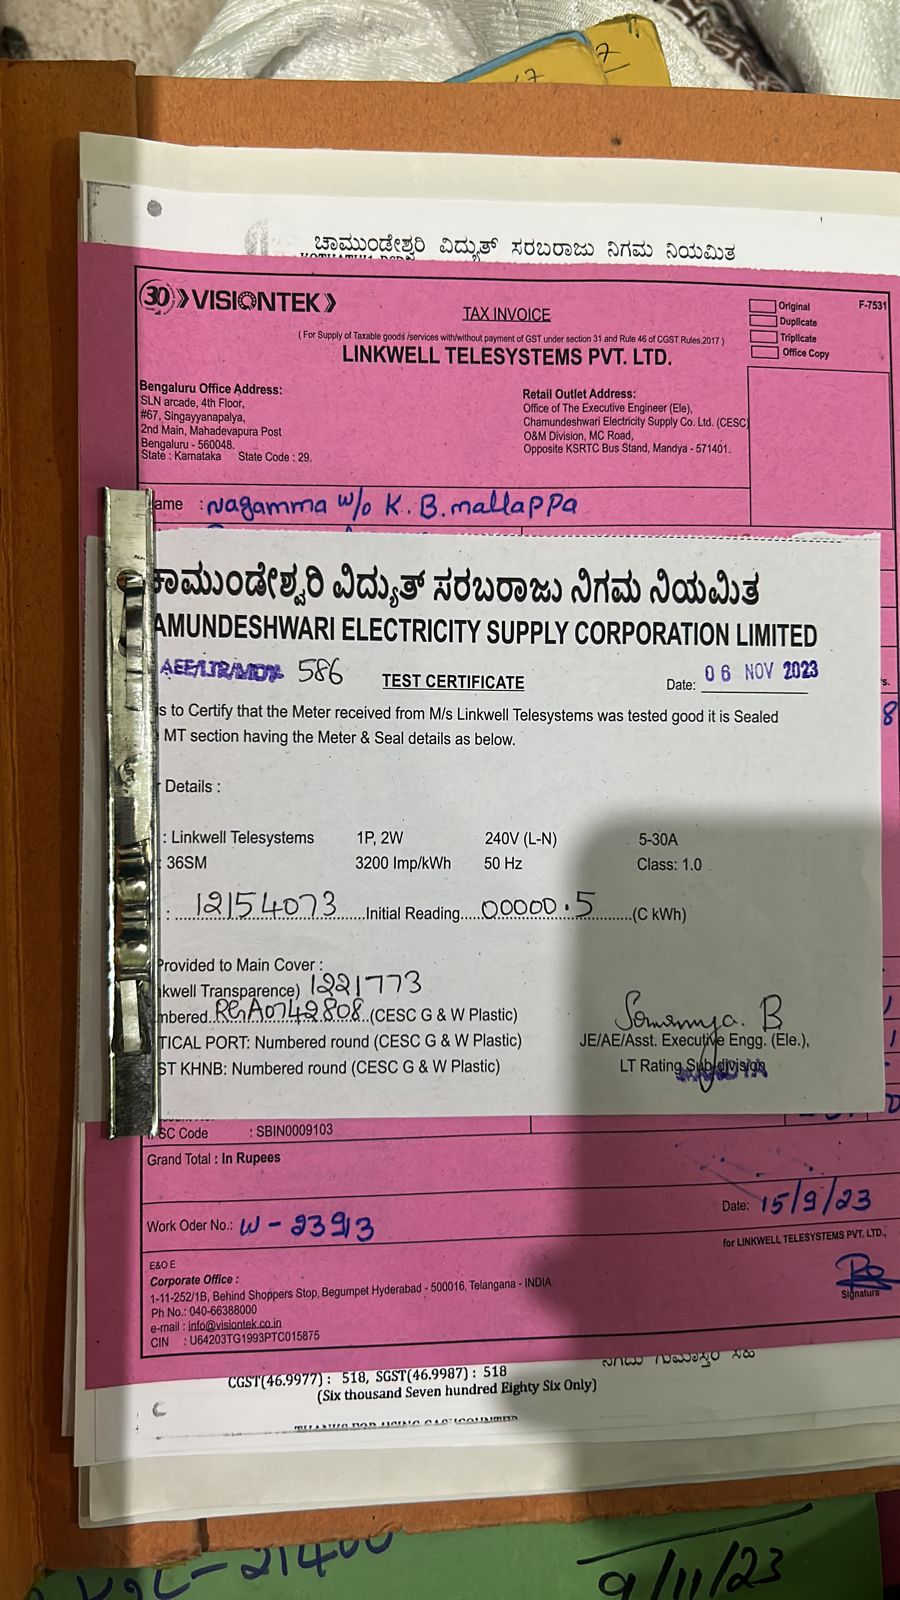 ಚಾಮುಂಡೇಶ್ವರಿ ವಿದ್ಯುತ್ ಸರಬರಾಜು ನಿಗಮ ನಿಯಮಿತ
30 VISIONTEK
TAX INVOICE
Original
F-7531
Duplicate
Triplicate
Office Copy
( For Supply of Taxable goods /services with/without payment of GST under section 31 and Rule 46 of CGST Rules,2017 )
LINKWELL TELESYSTEMS PVT. LTD.
Bengaluru Office Address:
SLN arcade, 4th Floor,
#67, Singayyanapalya,
2nd Main, Mahadevapura Post
Bengaluru - 560048.
State : Karnataka State Code : 29.
Retail Outlet Address:
Office of The Executive Engineer (Ele),
Chamundeshwari Electricity Supply Co. Ltd. (CESC)
O&M Division, MC Road,
Opposite KSRTC Bus Stand, Mandya - 571401.
ame : Nagamma W/o K. B. mallappa
ಚಾಮುಂಡೇಶ್ವರಿ ವಿದ್ಯುತ್ ಸರಬರಾಜು ನಿಗಮ ನಿಯಮಿತ
AMUNDESHWARI ELECTRICITY SUPPLY CORPORATION LIMITED
AEE/LTR/MDY 586
TEST CERTIFICATE
Date: 06 NOV 2023
is to Certify that the Meter received from M/s Linkwell Telesystems was tested good it is Sealed
MT section having the Meter & Seal details as below.
Details :
: Linkwell Telesystems 1P, 2W 240V (L-N) 5-30A
: 36SM 3200 Imp/kWh 50 Hz Class: 1.0
: 12154073 Initial Reading 00000.5 (C kWh)
Provided to Main Cover :
kwell Transparence) 1221773
nbered RGA0742808 (CESC G & W Plastic)
TICAL PORT: Numbered round (CESC G & W Plastic)
ST KHNB: Numbered round (CESC G & W Plastic)
Somamya. B
JE/AE/Asst. Executive Engg. (Ele.),
LT Rating Sub-division
MANDYA
SC Code : SBIN0009103
Grand Total : In Rupees
Work Oder No.: W-23913
Date: 15/9/23
for LINKWELL TELESYSTEMS PVT. LTD.,
Signature
E&O E
Corporate Office :
1-11-252/1B, Behind Shoppers Stop, Begumpet Hyderabad - 500016, Telangana - INDIA
Ph No.: 040-66388000
e-mail : info@visiontek.co.in
CIN : U64203TG1993PTC015875
CGST(46.9977) : 518, SGST(46.9987) : 518
(Six thousand Seven hundred Eighty Six Only)
9/11/23